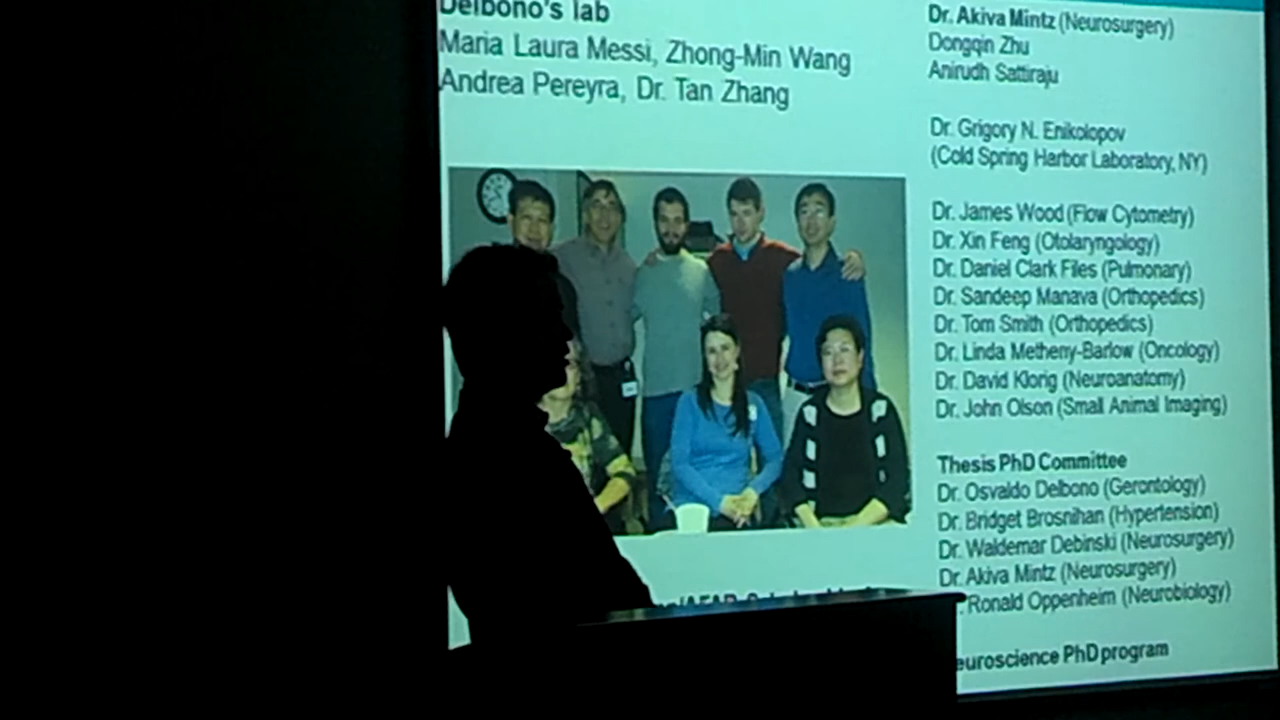 Delbono's lab
Maria Laura Messi, Zhong-Min Wang
Andrea Pereyra, Dr. Tan Zhang
Dr. Akiva Mintz (Neurosurgery)
Dongqin Zhu
Anirudh Sattiraju
Dr. Grigory N. Enikolopov
(Cold Spring Harbor Laboratory, NY)
Dr. James Wood (Flow Cytometry)
Dr. Xin Feng (Otolaryngology)
Dr. Daniel Clark Files (Pulmonary)
Dr. Sandeep Manava (Orthopedics)
Dr. Tom Smith (Orthopedics)
Dr. Linda Metheny-Barlow (Oncology)
Dr. David Klorig (Neuroanatomy)
Dr. John Olson (Small Animal Imaging)
Thesis PhD Committee
Dr. Osvaldo Delbono (Gerontology)
Dr. Bridget Brosnihan (Hypertension)
Dr. Waldemar Debinski (Neurosurgery)
Dr. Akiva Mintz (Neurosurgery)
Ronald Oppenheim (Neurobiology)
euroscience PhD program